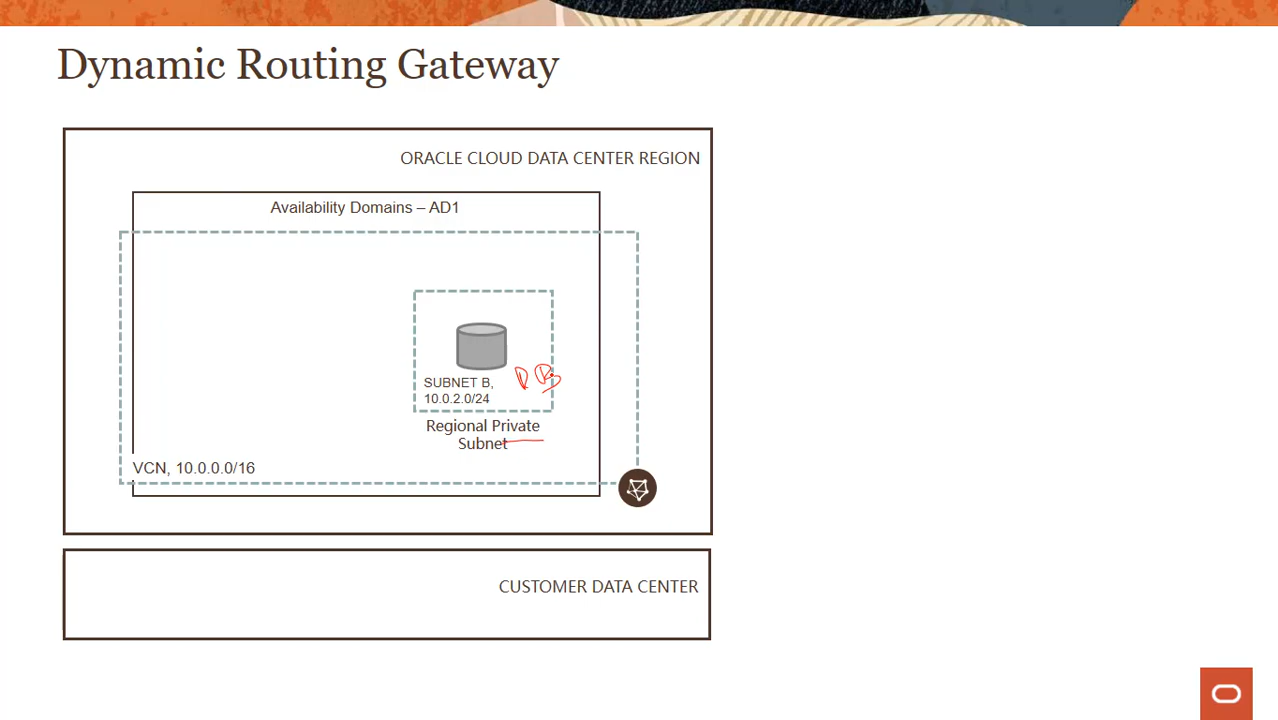 Dynamic Routing Gateway
ORACLE CLOUD DATA CENTER REGION
Availability Domains – AD1
SUBNET B,
10.0.2.0/24
DB
Regional Private
Subnet
VCN, 10.0.0.0/16
CUSTOMER DATA CENTER